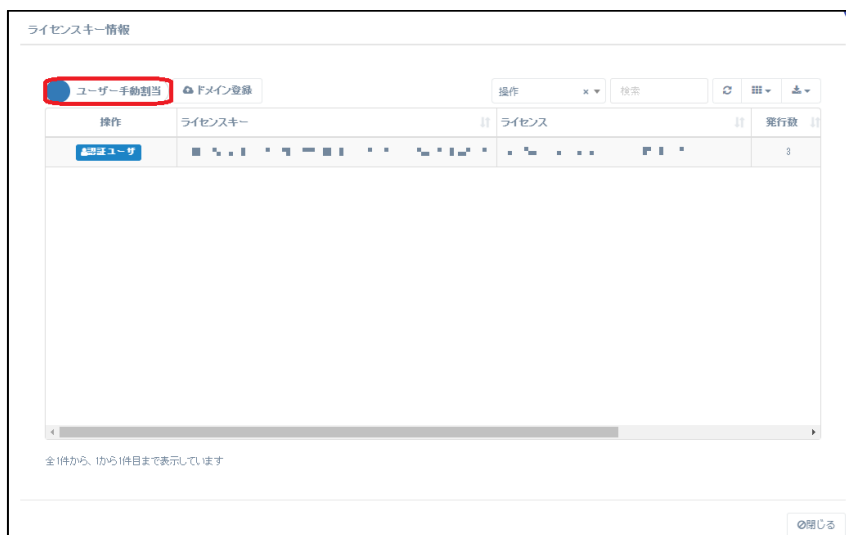 ライセンスキー情報
ユーザー手動割当 ドメイン登録 操作 × 検索
操作 ライセンスキー ライセンス 発行数
認証ユーザ 3
全1件から、1から1件目まで表示しています
閉じる